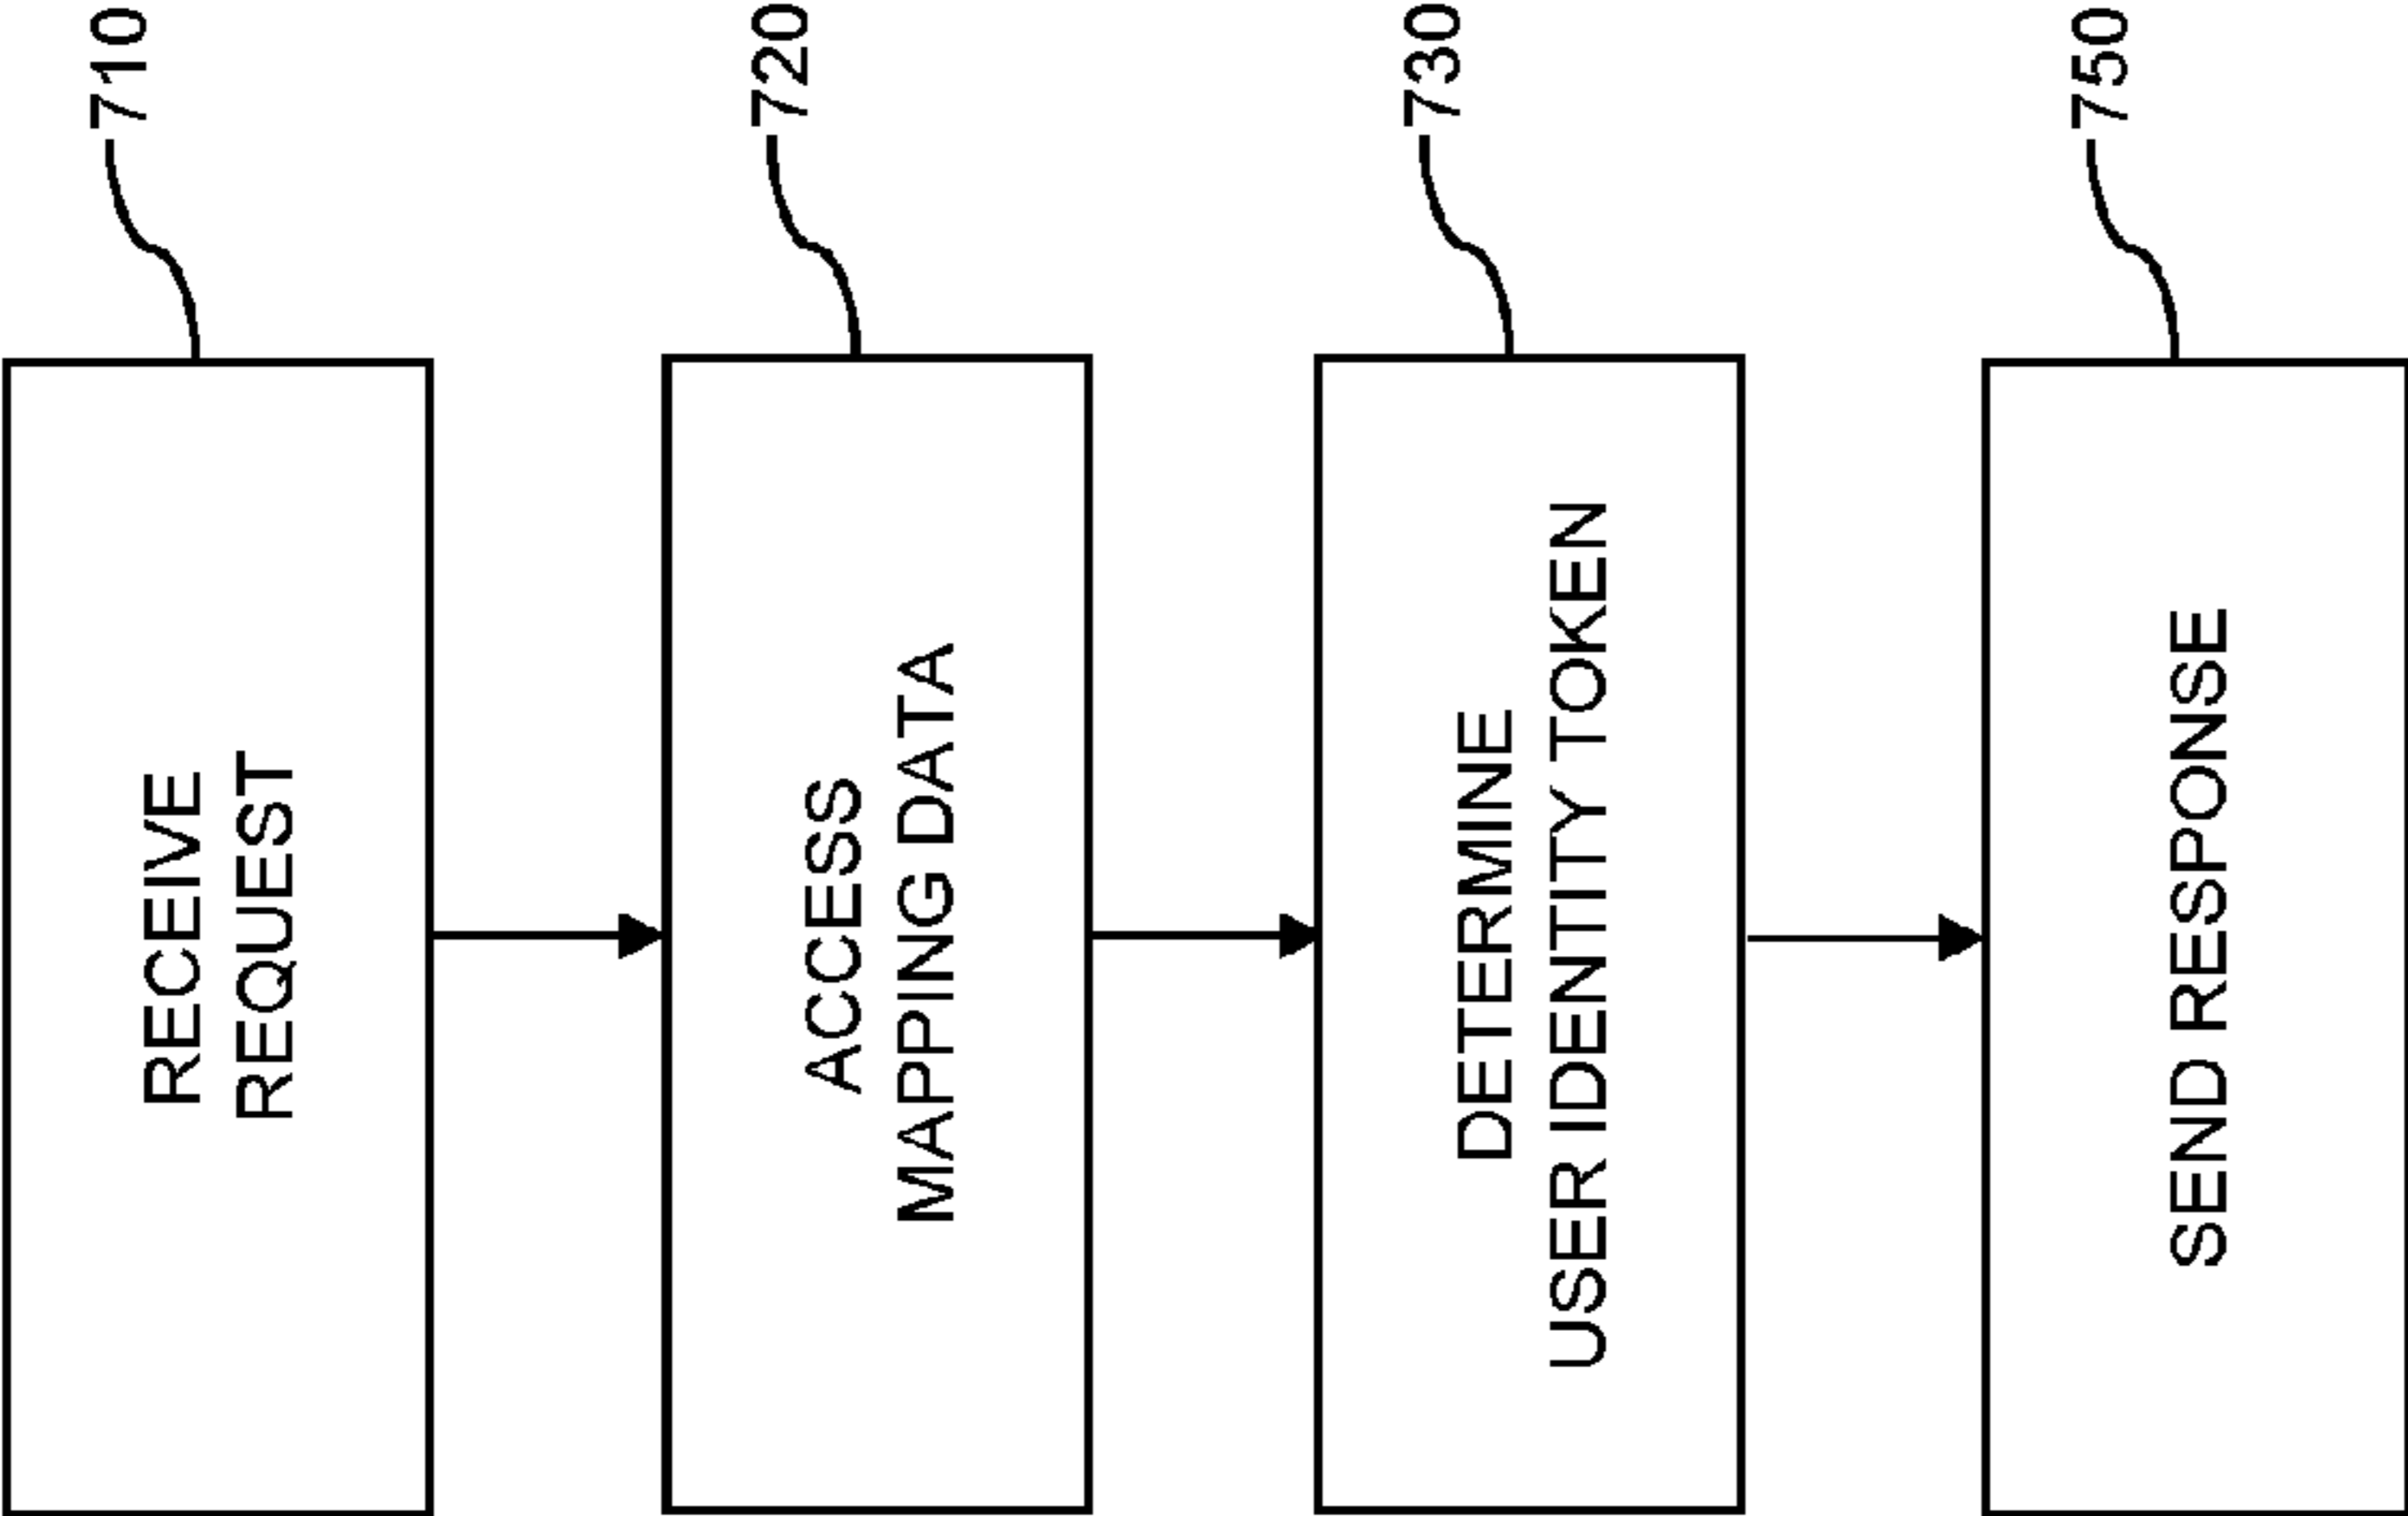 710
RECEIVE
REQUEST
720
ACCESS
MAPPING DATA
730
DETERMINE
USER IDENTITY TOKEN
750
SEND RESPONSE